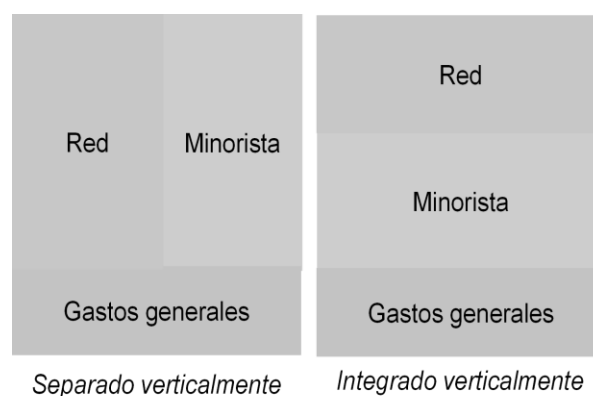 Red
Minorista
Gastos generales
Separado verticalmente
Red
Minorista
Gastos generales
Integrado verticalmente